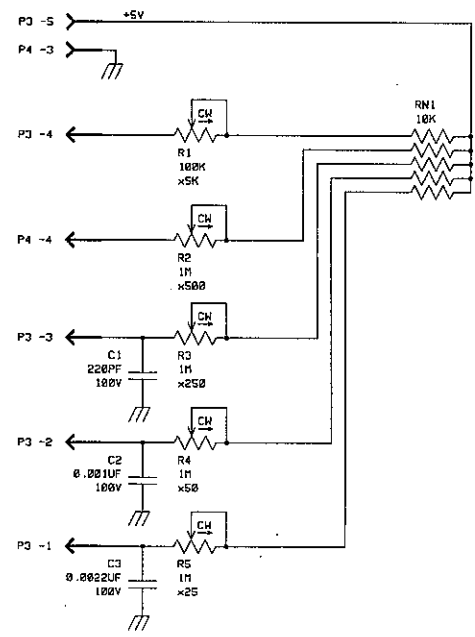 P3 -5 +5V
P4 -3
RN1
10K
P3 -4 CW
R1
100K
x5K
P4 -4 CW
R2
1M
x500
P3 -3 CW
C1
220PF
100V
R3
1M
x250
P3 -2 CW
C2
0.001UF
100V
R4
1M
x50
P3 -1 CW
C3
0.0022UF
100V
R5
1M
x25